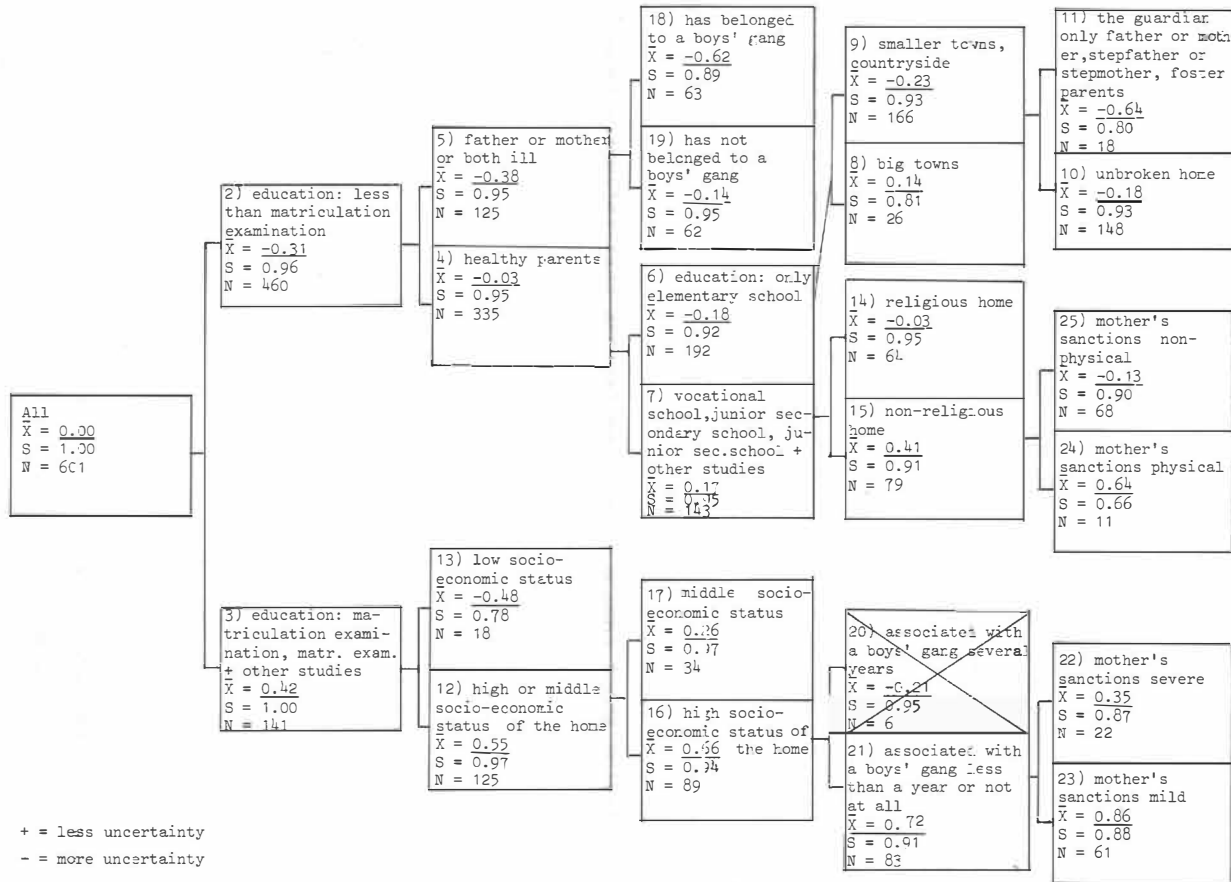 All
X̄ = 0.00
S = 1.00
N = 601
2) education: less
than matriculation
examination
X̄ = -0.31
S = 0.96
N = 460
3) education: ma-
triculation exami-
nation, matr. exam.
+ other studies
X̄ = 0.42
S = 1.00
N = 141
5) father or mother
or both ill
X̄ = -0.38
S = 0.95
N = 125
4) healthy parents
X̄ = -0.03
S = 0.95
N = 335
13) low socio-
economic status
X̄ = -0.48
S = 0.78
N = 18
12) high or middle
socio-economic
status of the home
X̄ = 0.55
S = 0.97
N = 125
18) has belonged
to a boys' gang
X̄ = -0.62
S = 0.89
N = 63
19) has not
belonged to a
boys' gang
X̄ = -0.14
S = 0.95
N = 62
6) education: only
elementary school
X̄ = -0.18
S = 0.92
N = 192
7) vocational
school,junior sec-
ondary school, ju-
nior sec.school +
other studies
X̄ = 0.17
S = 0.95
N = 143
17) middle socio-
economic status
X̄ =
S =
N = 34
16) high socio-
economic status of
the home
X̄ = 0.66
S = 0.94
N = 89
9) smaller towns,
countryside
X̄ = -0.23
S = 0.93
N = 166
8) big towns
X̄ = 0.14
S = 0.81
N = 26
14) religious home
X̄ = -0.03
S = 0.95
N = 64
15) non-religious
home
X̄ = 0.41
S = 0.91
N = 79
20) associated with
a boys' gang several
years
X̄ = -0.21
S = 0.95
N = 6
21) associated with
a boys' gang less
than a year or not
at all
X̄ = 0.72
S = 0.91
N = 83
11) the guardian
only father or moth
er,stepfather or
stepmother, foster
parents
X̄ = -0.64
S = 0.80
N = 18
10) unbroken home
X̄ = -0.18
S = 0.93
N = 148
25) mother's
sanctions non-
physical
X̄ = -0.13
S = 0.90
N = 68
24) mother's
sanctions physical
X̄ = 0.64
S = 0.66
N = 11
22) mother's
sanctions severe
X̄ = 0.35
S = 0.87
N = 22
23) mother's
sanctions mild
X̄ = 0.86
S = 0.88
N = 61
+ = less uncertainty
- = more uncertainty